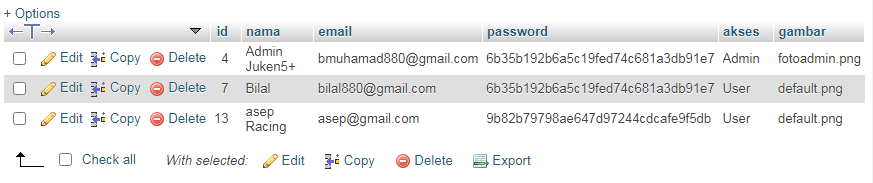 + Options
id nama email password akses gambar
Edit Copy Delete 4 Admin Juken5+ bmuhamad880@gmail.com 6b35b192b6a5c19fed74c681a3db91e7 Admin fotoadmin.png
Edit Copy Delete 7 Bilal bilal880@gmail.com 6b35b192b6a5c19fed74c681a3db91e7 User default.png
Edit Copy Delete 13 asep Racing asep@gmail.com 9b82b79798ae647d97244cdcafe9f5db User default.png
Check all With selected: Edit Copy Delete Export